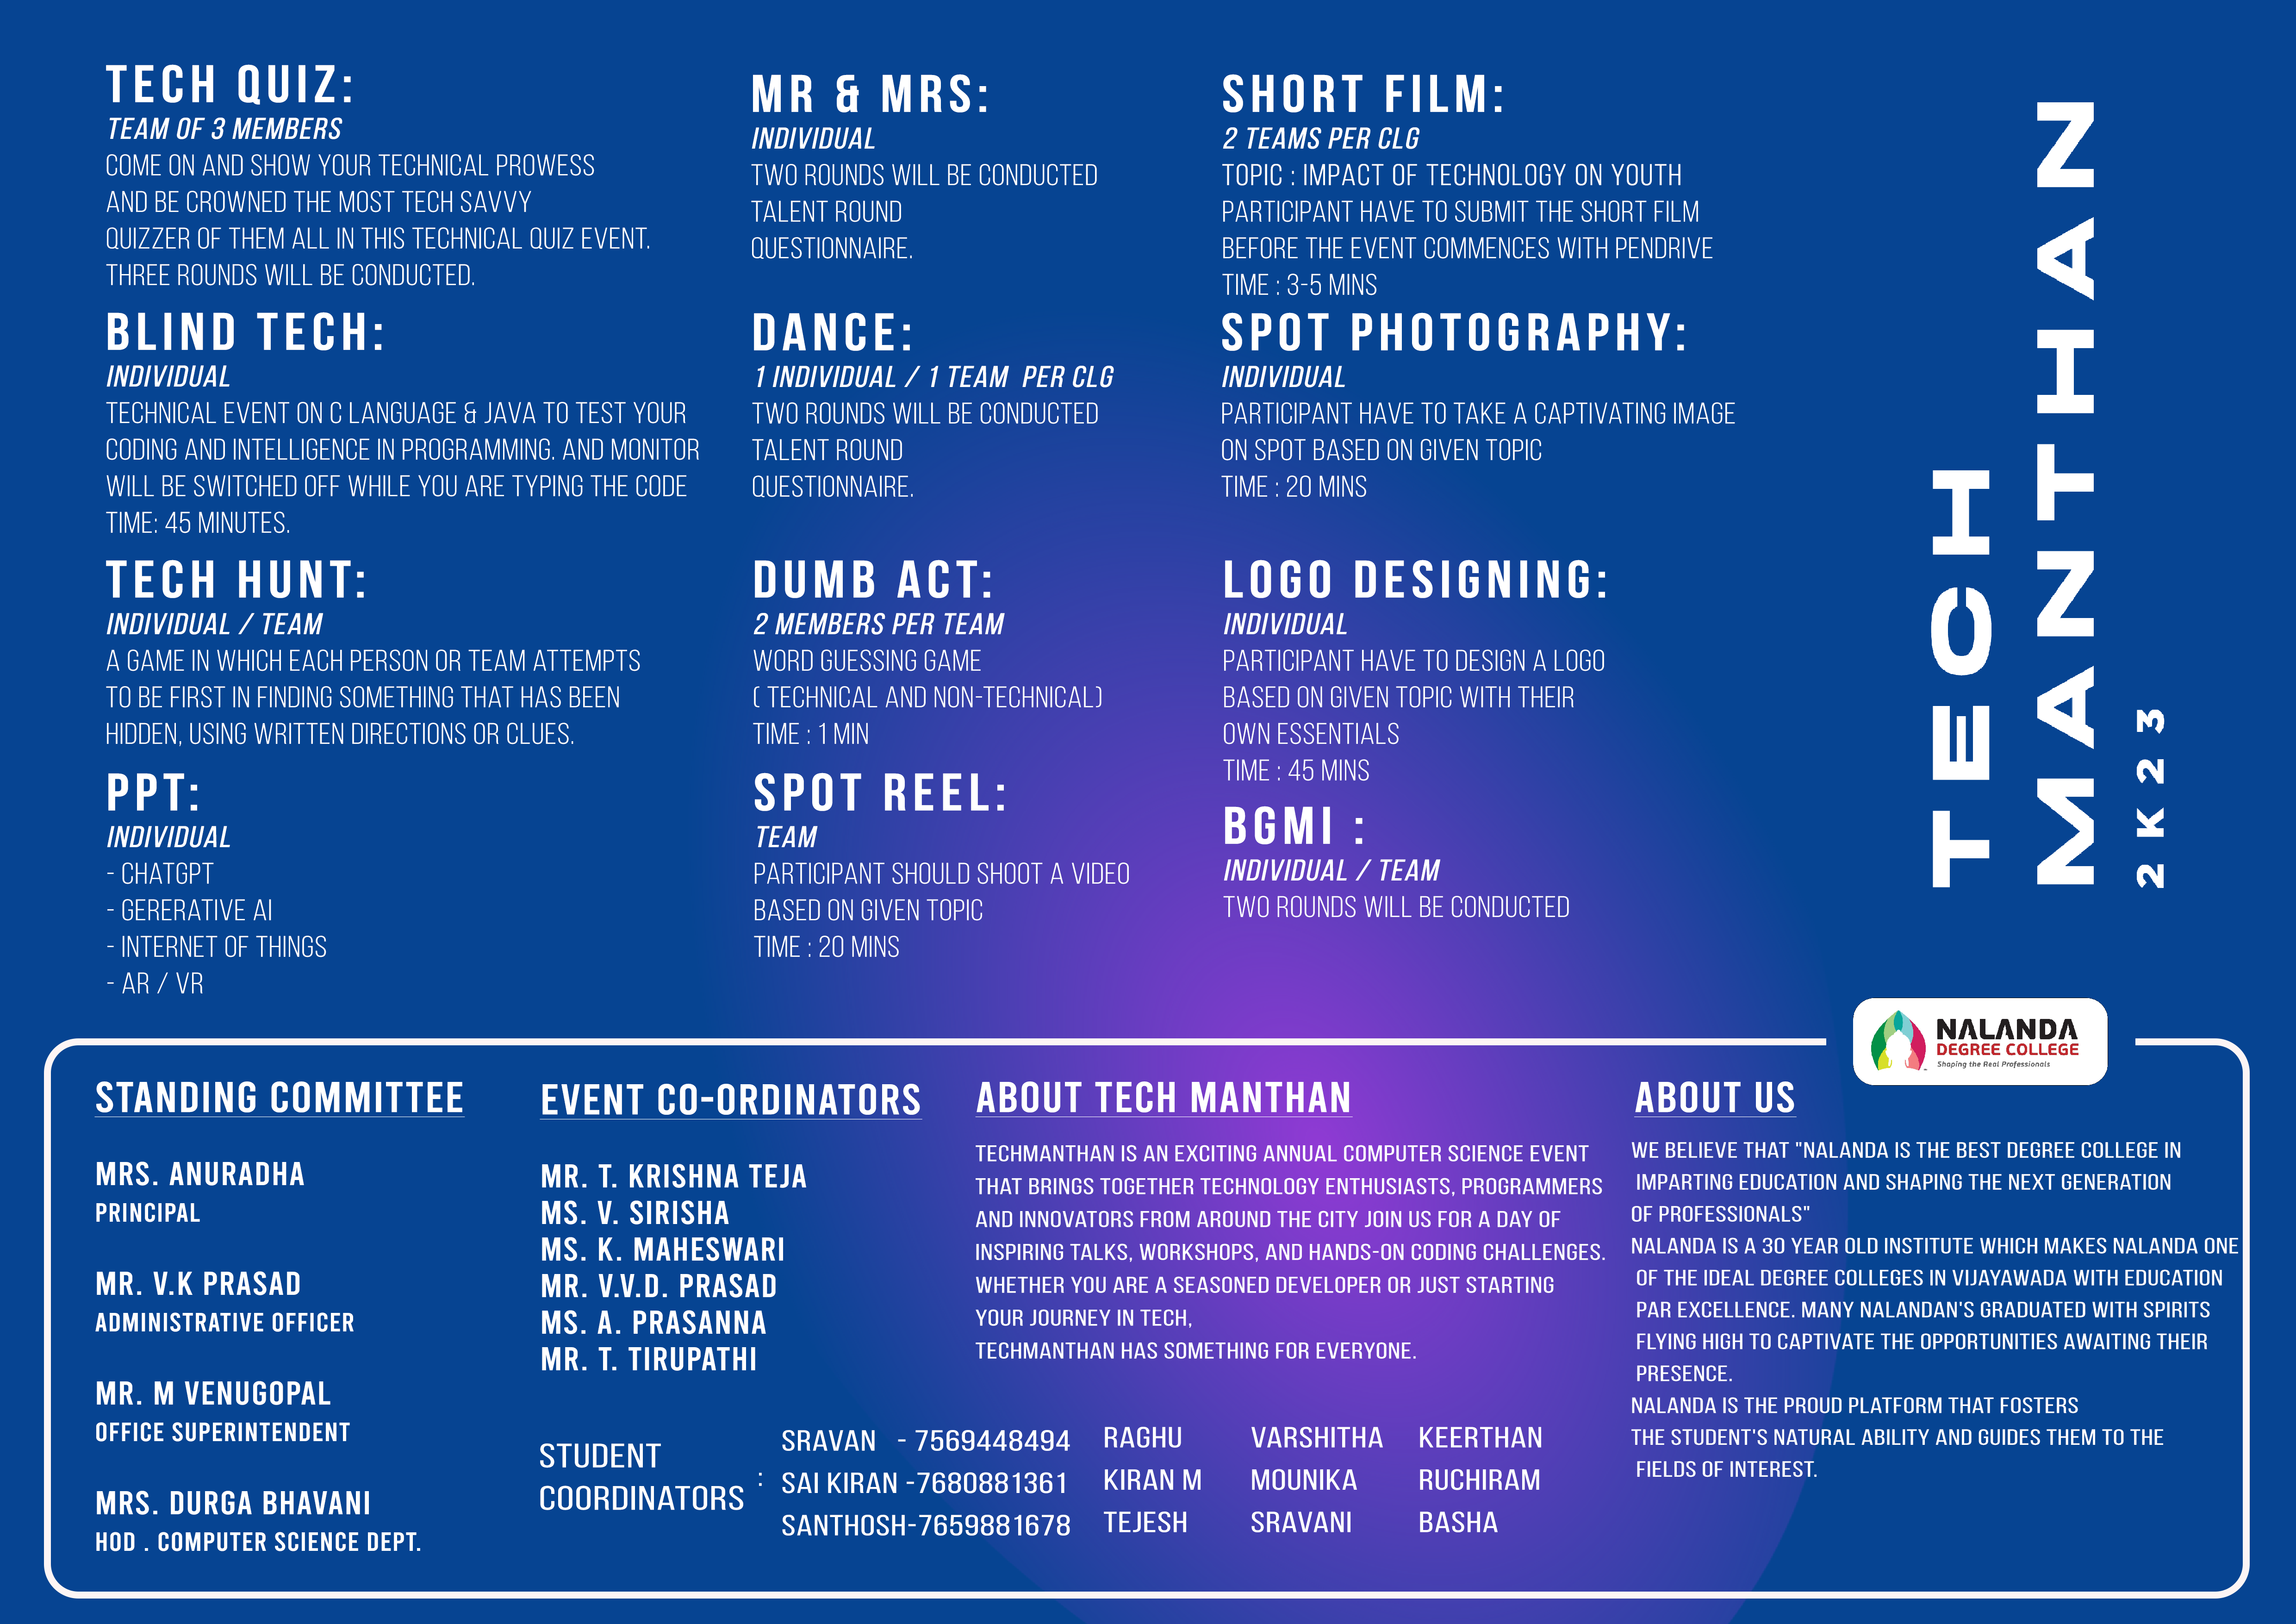 TECH QUIZ:
TEAM OF 3 MEMBERS
COME ON AND SHOW YOUR TECHNICAL PROWESS
AND BE CROWNED THE MOST TECH SAVVY
QUIZZER OF THEM ALL IN THIS TECHNICAL QUIZ EVENT.
THREE ROUNDS WILL BE CONDUCTED.
BLIND TECH:
INDIVIDUAL
TECHNICAL EVENT ON C LANGUAGE & JAVA TO TEST YOUR
CODING AND INTELLIGENCE IN PROGRAMMING. AND MONITOR
WILL BE SWITCHED OFF WHILE YOU ARE TYPING THE CODE
TIME: 45 MINUTES.
TECH HUNT:
INDIVIDUAL / TEAM
A GAME IN WHICH EACH PERSON OR TEAM ATTEMPTS
TO BE FIRST IN FINDING SOMETHING THAT HAS BEEN
HIDDEN, USING WRITTEN DIRECTIONS OR CLUES.
PPT:
INDIVIDUAL
- CHATGPT
- GERERATIVE AI
- INTERNET OF THINGS
- AR / VR
MR & MRS:
INDIVIDUAL
TWO ROUNDS WILL BE CONDUCTED
TALENT ROUND
QUESTIONNAIRE.
DANCE:
1 INDIVIDUAL / 1 TEAM PER CLG
TWO ROUNDS WILL BE CONDUCTED
TALENT ROUND
QUESTIONNAIRE.
DUMB ACT:
2 MEMBERS PER TEAM
WORD GUESSING GAME
( TECHNICAL AND NON-TECHNICAL)
TIME : 1 MIN
SPOT REEL:
TEAM
PARTICIPANT SHOULD SHOOT A VIDEO
BASED ON GIVEN TOPIC
TIME : 20 MINS
SHORT FILM:
2 TEAMS PER CLG
TOPIC : IMPACT OF TECHNOLOGY ON YOUTH
PARTICIPANT HAVE TO SUBMIT THE SHORT FILM
BEFORE THE EVENT COMMENCES WITH PENDRIVE
TIME : 3-5 MINS
SPOT PHOTOGRAPHY:
INDIVIDUAL
PARTICIPANT HAVE TO TAKE A CAPTIVATING IMAGE
ON SPOT BASED ON GIVEN TOPIC
TIME : 20 MINS
LOGO DESIGNING:
INDIVIDUAL
PARTICIPANT HAVE TO DESIGN A LOGO
BASED ON GIVEN TOPIC WITH THEIR
OWN ESSENTIALS
TIME : 45 MINS
BGMI :
INDIVIDUAL / TEAM
TWO ROUNDS WILL BE CONDUCTED
TECH
MANTHAN
2K23
NALANDA
DEGREE COLLEGE
Shaping the Real Professionals
STANDING COMMITTEE
MRS. ANURADHA
PRINCIPAL
MR. V.K PRASAD
ADMINISTRATIVE OFFICER
MR. M VENUGOPAL
OFFICE SUPERINTENDENT
MRS. DURGA BHAVANI
HOD . COMPUTER SCIENCE DEPT.
EVENT CO-ORDINATORS
MR. T. KRISHNA TEJA
MS. V. SIRISHA
MS. K. MAHESWARI
MR. V.V.D. PRASAD
MS. A. PRASANNA
MR. T. TIRUPATHI
ABOUT TECH MANTHAN
TECHMANTHAN IS AN EXCITING ANNUAL COMPUTER SCIENCE EVENT
THAT BRINGS TOGETHER TECHNOLOGY ENTHUSIASTS, PROGRAMMERS
AND INNOVATORS FROM AROUND THE CITY JOIN US FOR A DAY OF
INSPIRING TALKS, WORKSHOPS, AND HANDS-ON CODING CHALLENGES.
WHETHER YOU ARE A SEASONED DEVELOPER OR JUST STARTING
YOUR JOURNEY IN TECH,
TECHMANTHAN HAS SOMETHING FOR EVERYONE.
STUDENT
COORDINATORS :
SRAVAN - 7569448494 RAGHU VARSHITHA KEERTHAN
SAI KIRAN -7680881361 KIRAN M MOUNIKA RUCHIRAM
SANTHOSH-7659881678 TEJESH SRAVANI BASHA
ABOUT US
WE BELIEVE THAT "NALANDA IS THE BEST DEGREE COLLEGE IN
IMPARTING EDUCATION AND SHAPING THE NEXT GENERATION
OF PROFESSIONALS"
NALANDA IS A 30 YEAR OLD INSTITUTE WHICH MAKES NALANDA ONE
OF THE IDEAL DEGREE COLLEGES IN VIJAYAWADA WITH EDUCATION
PAR EXCELLENCE. MANY NALANDAN'S GRADUATED WITH SPIRITS
FLYING HIGH TO CAPTIVATE THE OPPORTUNITIES AWAITING THEIR
PRESENCE.
NALANDA IS THE PROUD PLATFORM THAT FOSTERS
THE STUDENT'S NATURAL ABILITY AND GUIDES THEM TO THE
FIELDS OF INTEREST.